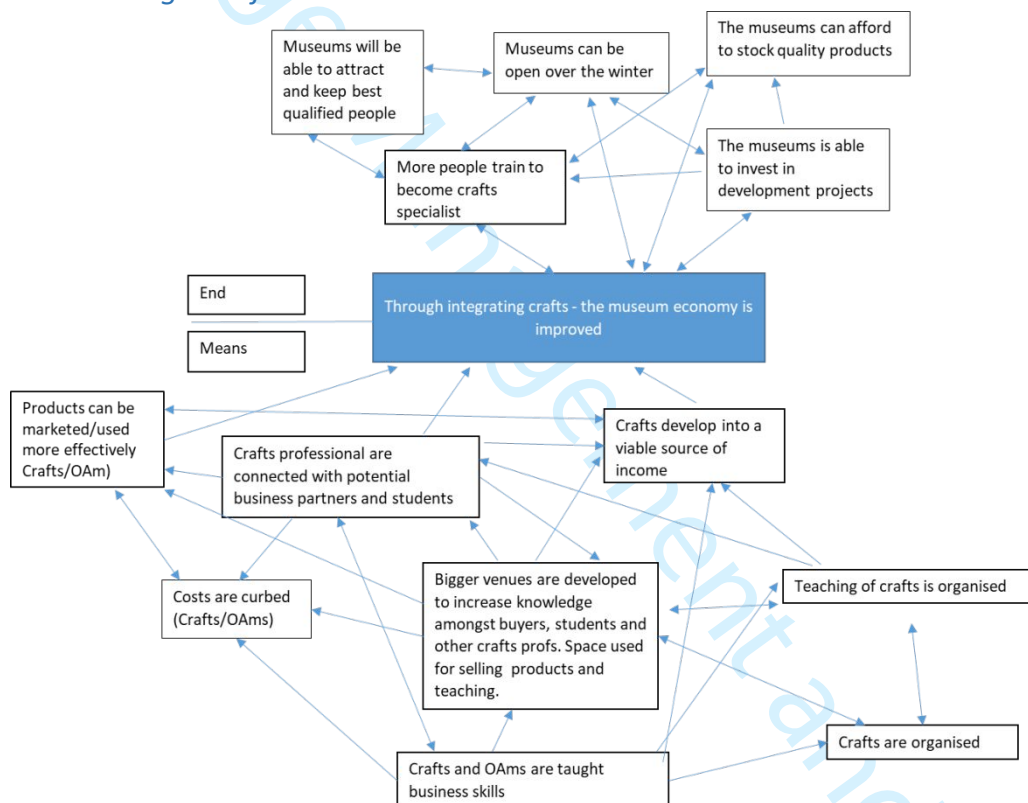 Museums will be
able to attract
and keep best
qualified people
Museums can be
open over the winter
The museums can afford
to stock quality products
More people train to
become crafts
specialist
The museums is able
to invest in
development projects
End
Means
Through integrating crafts - the museum economy is
improved
Products can be
marketed/used
more effectively
Crafts/OAm)
Crafts professional are
connected with potential
business partners and students
Crafts develop into a
viable source of
income
Costs are curbed
(Crafts/OAms)
Bigger venues are developed
to increase knowledge
amongst buyers, students and
other crafts profs. Space used
for selling products and
teaching.
Teaching of crafts is organised
Crafts are organised
Crafts and OAms are taught
business skills